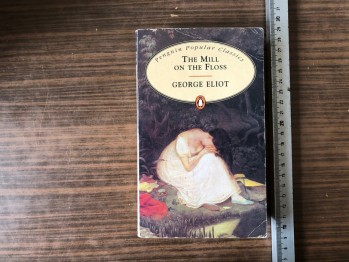 Penguin Popular Classics
THE MILL
ON THE FLOSS
GEORGE ELIOT